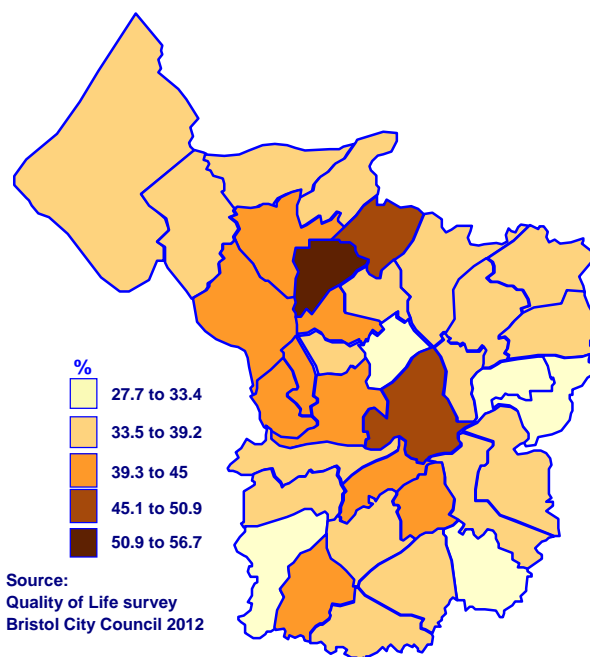 %
27.7 to 33.4
33.5 to 39.2
39.3 to 45
45.1 to 50.9
50.9 to 56.7
Source:
Quality of Life survey
Bristol City Council 2012